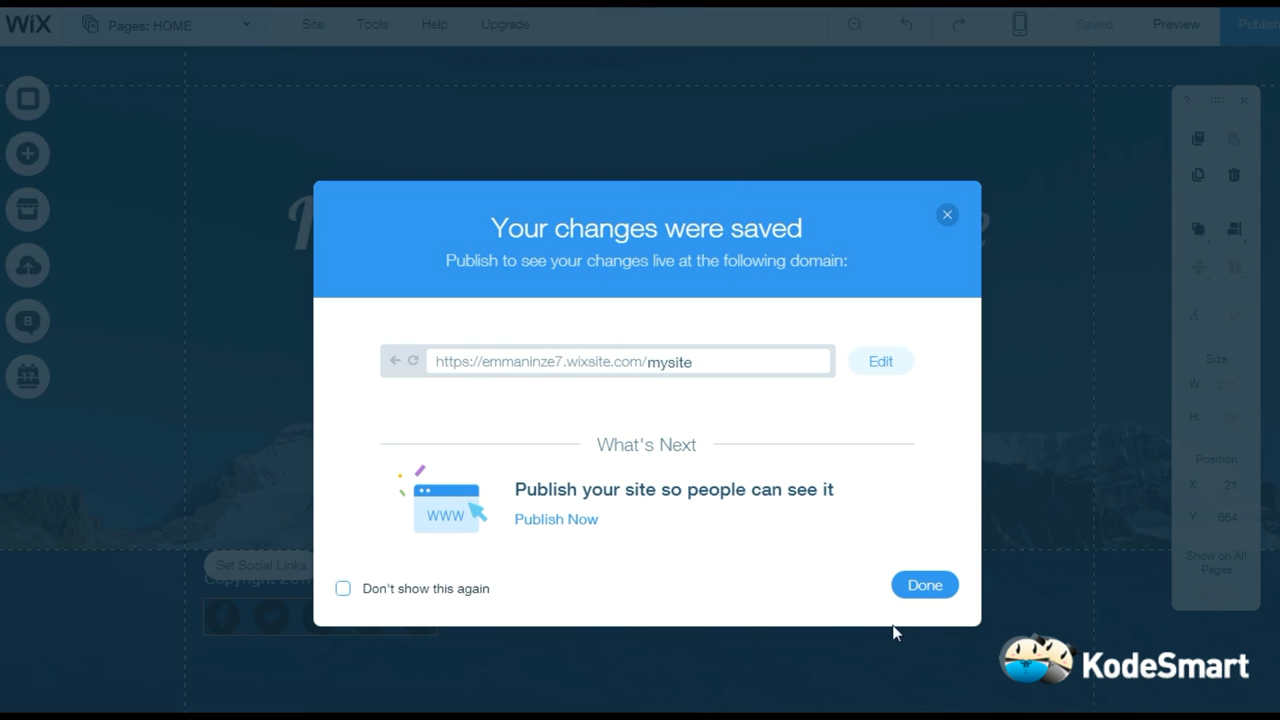 WiX
Pages: HOME
Site
Tools
Help
Upgrade
Saved
Preview
Publish
?
Your changes were saved
Publish to see your changes live at the following domain:
https://emmaninze7.wixsite.com/mysite
Edit
What's Next
WWW
Publish your site so people can see it
Publish Now
Don't show this again
Done
Set Social Links
Size
W:
H:
Position
X: 21
Y: 664
Show on All
Pages
KodeSmart